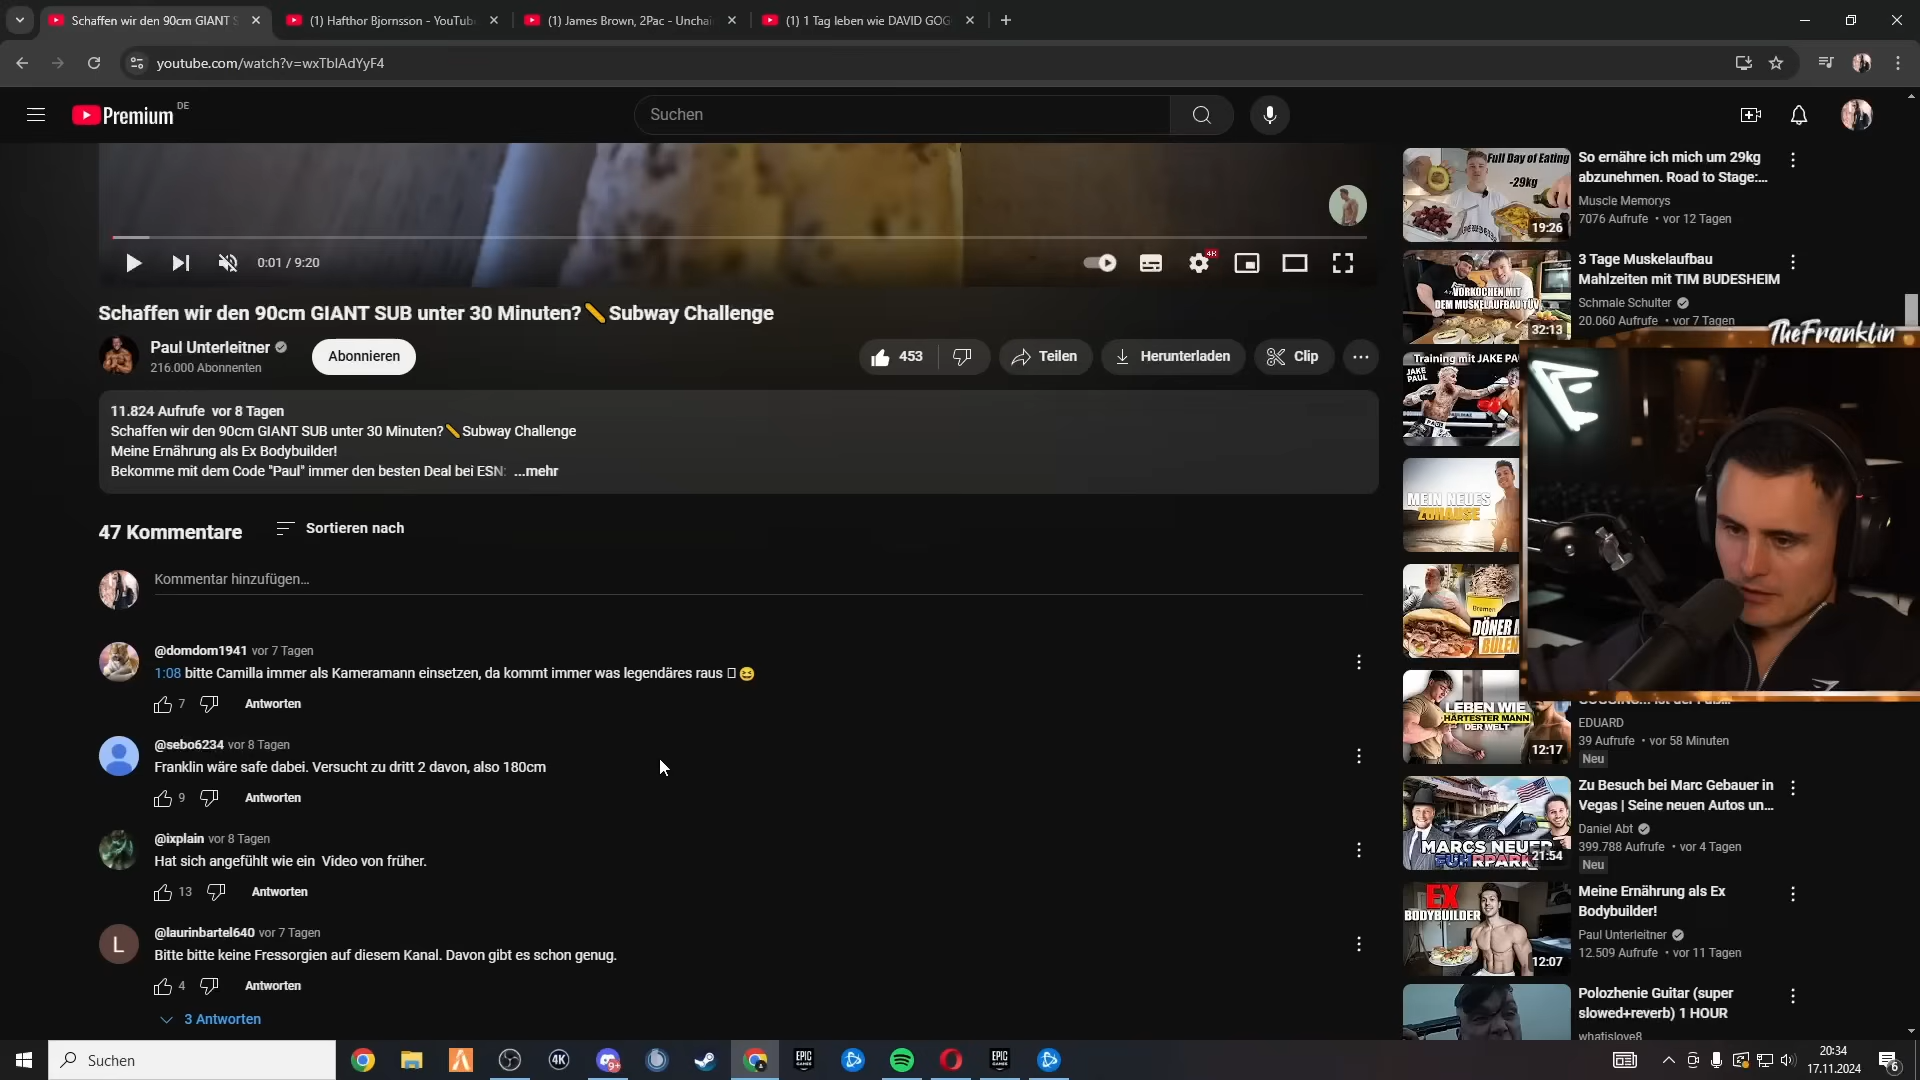 Schaffen wir den 90cm GIANT S
(1) Hafthor Bjornsson - YouTube
(1) James Brown, 2Pac - Unchai
(1) 1 Tag leben wie DAVID GOG
youtube.com/watch?v=wxTblAdYyF4
Premium DE
Suchen
0:01 / 9:20
4K
Schaffen wir den 90cm GIANT SUB unter 30 Minuten?🥖Subway Challenge
Paul Unterleitner
216.000 Abonnenten
Abonnieren
453
Teilen
Herunterladen
Clip
11.824 Aufrufe vor 8 Tagen
Schaffen wir den 90cm GIANT SUB unter 30 Minuten?🥖Subway Challenge
Meine Ernährung als Ex Bodybuilder!
Bekomme mit dem Code "Paul" immer den besten Deal bei ESN: ...mehr
47 Kommentare
Sortieren nach
Kommentar hinzufügen...
@domdom1941 vor 7 Tagen
1:08 bitte Camilla immer als Kameramann einsetzen, da kommt immer was legendäres raus 😆
7
Antworten
@sebo6234 vor 8 Tagen
Franklin wäre safe dabei. Versucht zu dritt 2 davon, also 180cm
9
Antworten
@ixplain vor 8 Tagen
Hat sich angefühlt wie ein Video von früher.
13
Antworten
L
@laurinbartel640 vor 7 Tagen
Bitte bitte keine Fressorgien auf diesem Kanal. Davon gibt es schon genug.
4
Antworten
3 Antworten
Full Day of Eating
-29kg
19:26
So ernähre ich mich um 29kg
abzunehmen. Road to Stage:...
Muscle Memorys
7076 Aufrufe • vor 12 Tagen
VORKOCHEN MIT
DEM MUSKELAUFBAU TÜV
32:13
3 Tage Muskelaufbau
Mahlzeiten mit TIM BUDESHEIM
Schmale Schulter
20.060 Aufrufe • vor 7 Tagen
TheFranklin
Training mit JAKE PA
JAKE
PAUL
MEIN NEUES
ZUHAUSE
Bremen
DÖNER
LEBEN WIE
HÄRTESTER MANN
DER WELT
12:17
EDUARD
39 Aufrufe • vor 58 Minuten
Neu
MARCS NEUER
FUHRPARK
21:54
Zu Besuch bei Marc Gebauer in
Vegas | Seine neuen Autos un...
Daniel Abt
399.788 Aufrufe • vor 4 Tagen
Neu
EX
BODYBUILDER
12:07
Meine Ernährung als Ex
Bodybuilder!
Paul Unterleitner
12.509 Aufrufe • vor 11 Tagen
Polozhenie Guitar (super
slowed+reverb) 1 HOUR
whatislove8
Suchen
4K
9+
EPIC
GAMES
EPIC
GAMES
20:34
17.11.2024
6